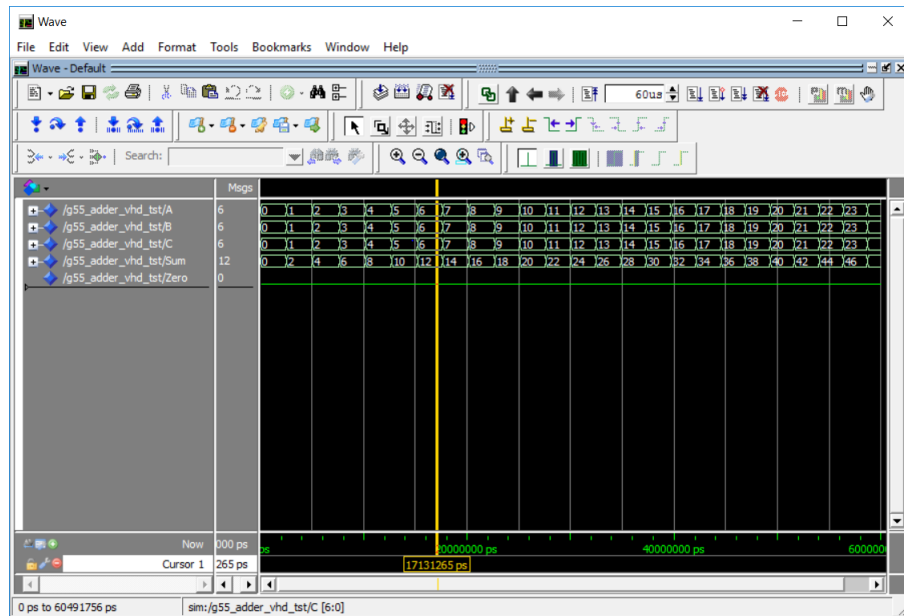 Wave
File Edit View Add Format Tools Bookmarks Window Help
Wave - Default
60us
Search:
Msgs
/g55_adder_vhd_tst/A 6 0 1 2 3 4 5 6 7 8 9 10 11 12 13 14 15 16 17 18 19 20 21 22 23
/g55_adder_vhd_tst/B 6 0 1 2 3 4 5 6 7 8 9 10 11 12 13 14 15 16 17 18 19 20 21 22 23
/g55_adder_vhd_tst/C 6 0 1 2 3 4 5 6 7 8 9 10 11 12 13 14 15 16 17 18 19 20 21 22 23
/g55_adder_vhd_tst/Sum 12 0 2 4 6 8 10 12 14 16 18 20 22 24 26 28 30 32 34 36 38 40 42 44 46
/g55_adder_vhd_tst/Zero 0
Now 000 ps ps 20000000 ps 40000000 ps 6000000
Cursor 1 265 ps 17131265 ps
0 ps to 60491756 ps sim:/g55_adder_vhd_tst/C [6:0]